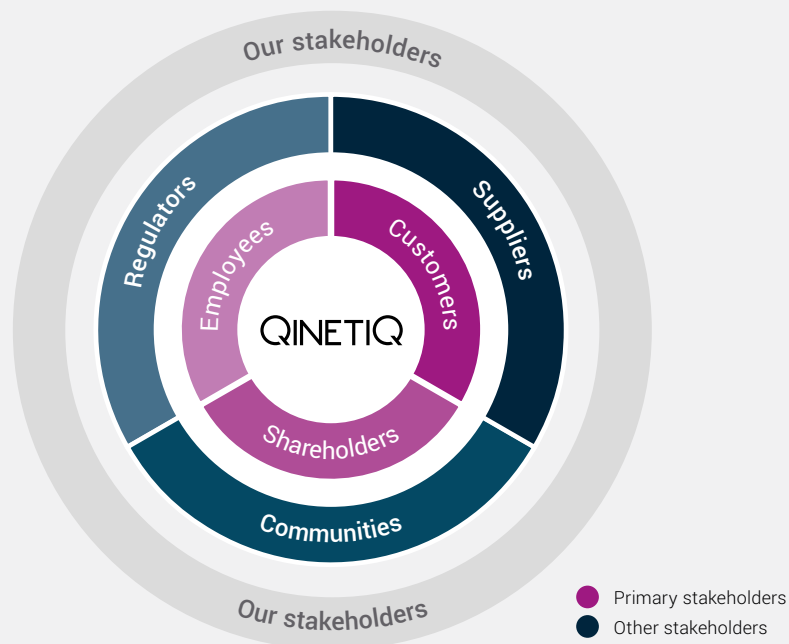 Our stakeholders
Regulators
Suppliers
Employees
Customers
QINETIQ
Shareholders
Communities
Our stakeholders
Primary stakeholders
Other stakeholders